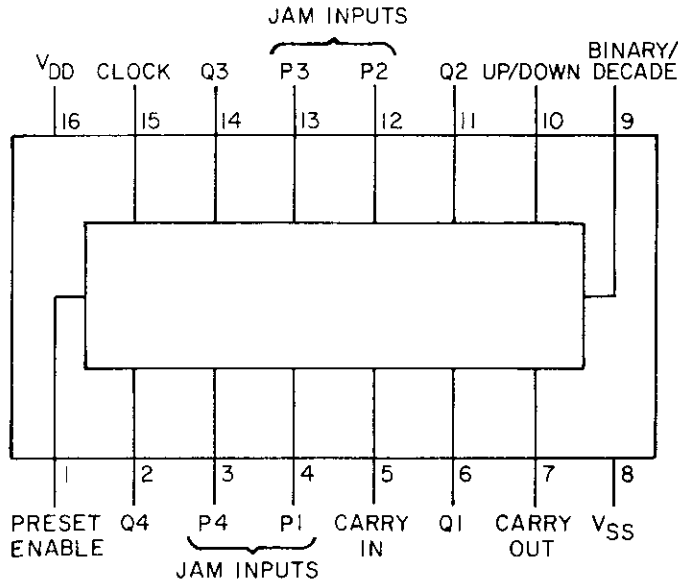 JAM INPUTS
VDD CLOCK Q3 P3 P2 Q2 UP/DOWN BINARY/
DECADE
16 15 14 13 12 11 10 9
1 2 3 4 5 6 7 8
PRESET
ENABLE
Q4 P4 P1 CARRY
IN
Q1 CARRY
OUT
VSS
JAM INPUTS